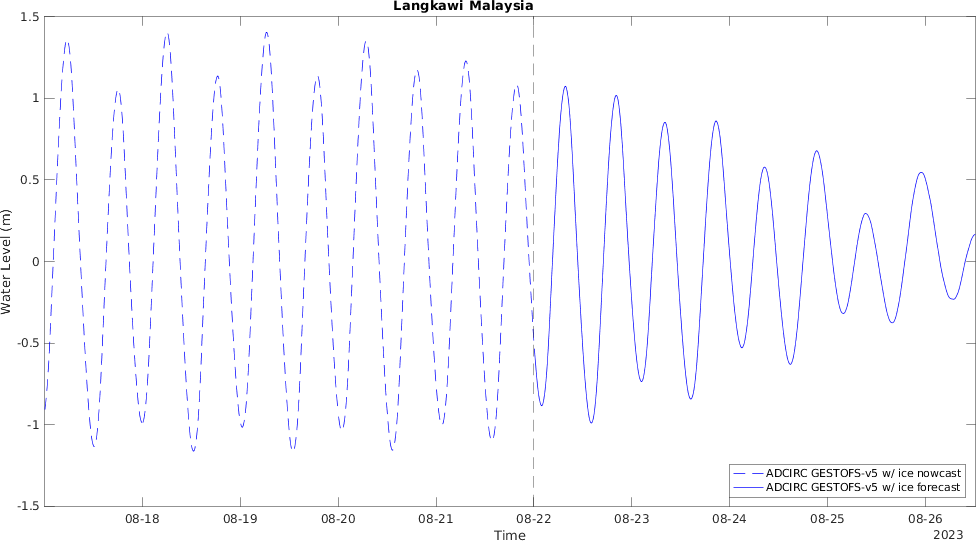 Langkawi Malaysia
1.5
1
0.5
0
-0.5
-1
-1.5
Water Level (m)
ADCIRC GESTOFS-v5 w/ ice nowcast
ADCIRC GESTOFS-v5 w/ ice forecast
08-18 08-19 08-20 08-21 08-22 08-23 08-24 08-25 08-26
Time
2023